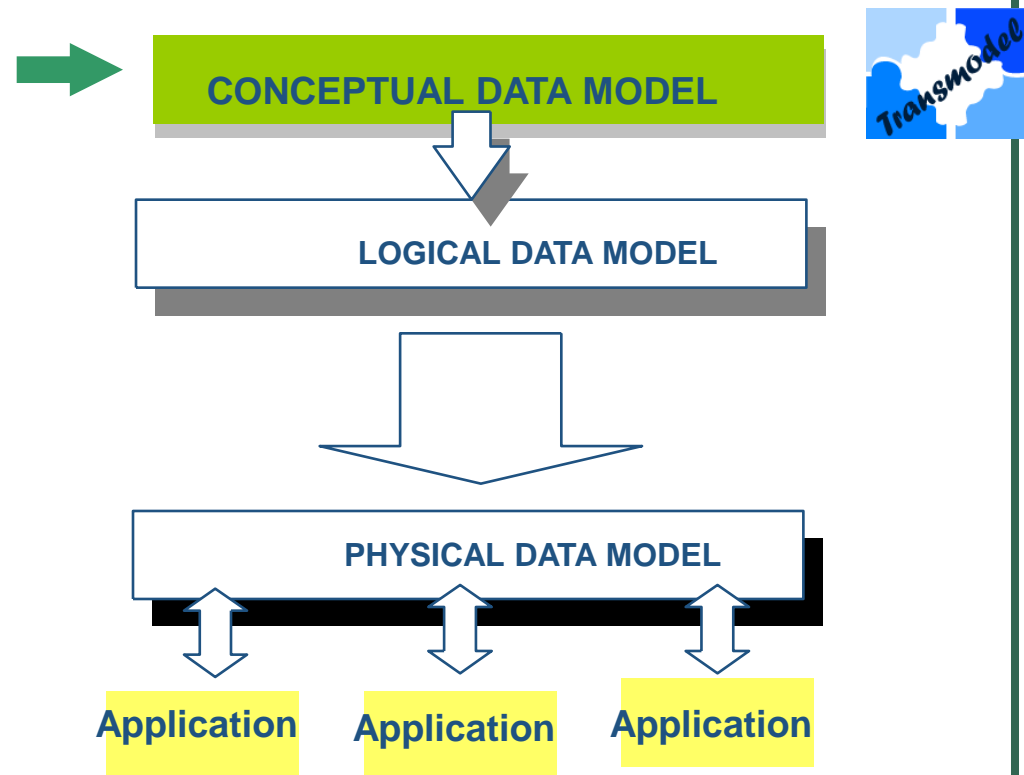 CONCEPTUAL DATA MODEL
Transmodel
LOGICAL DATA MODEL
PHYSICAL DATA MODEL
Application
Application
Application